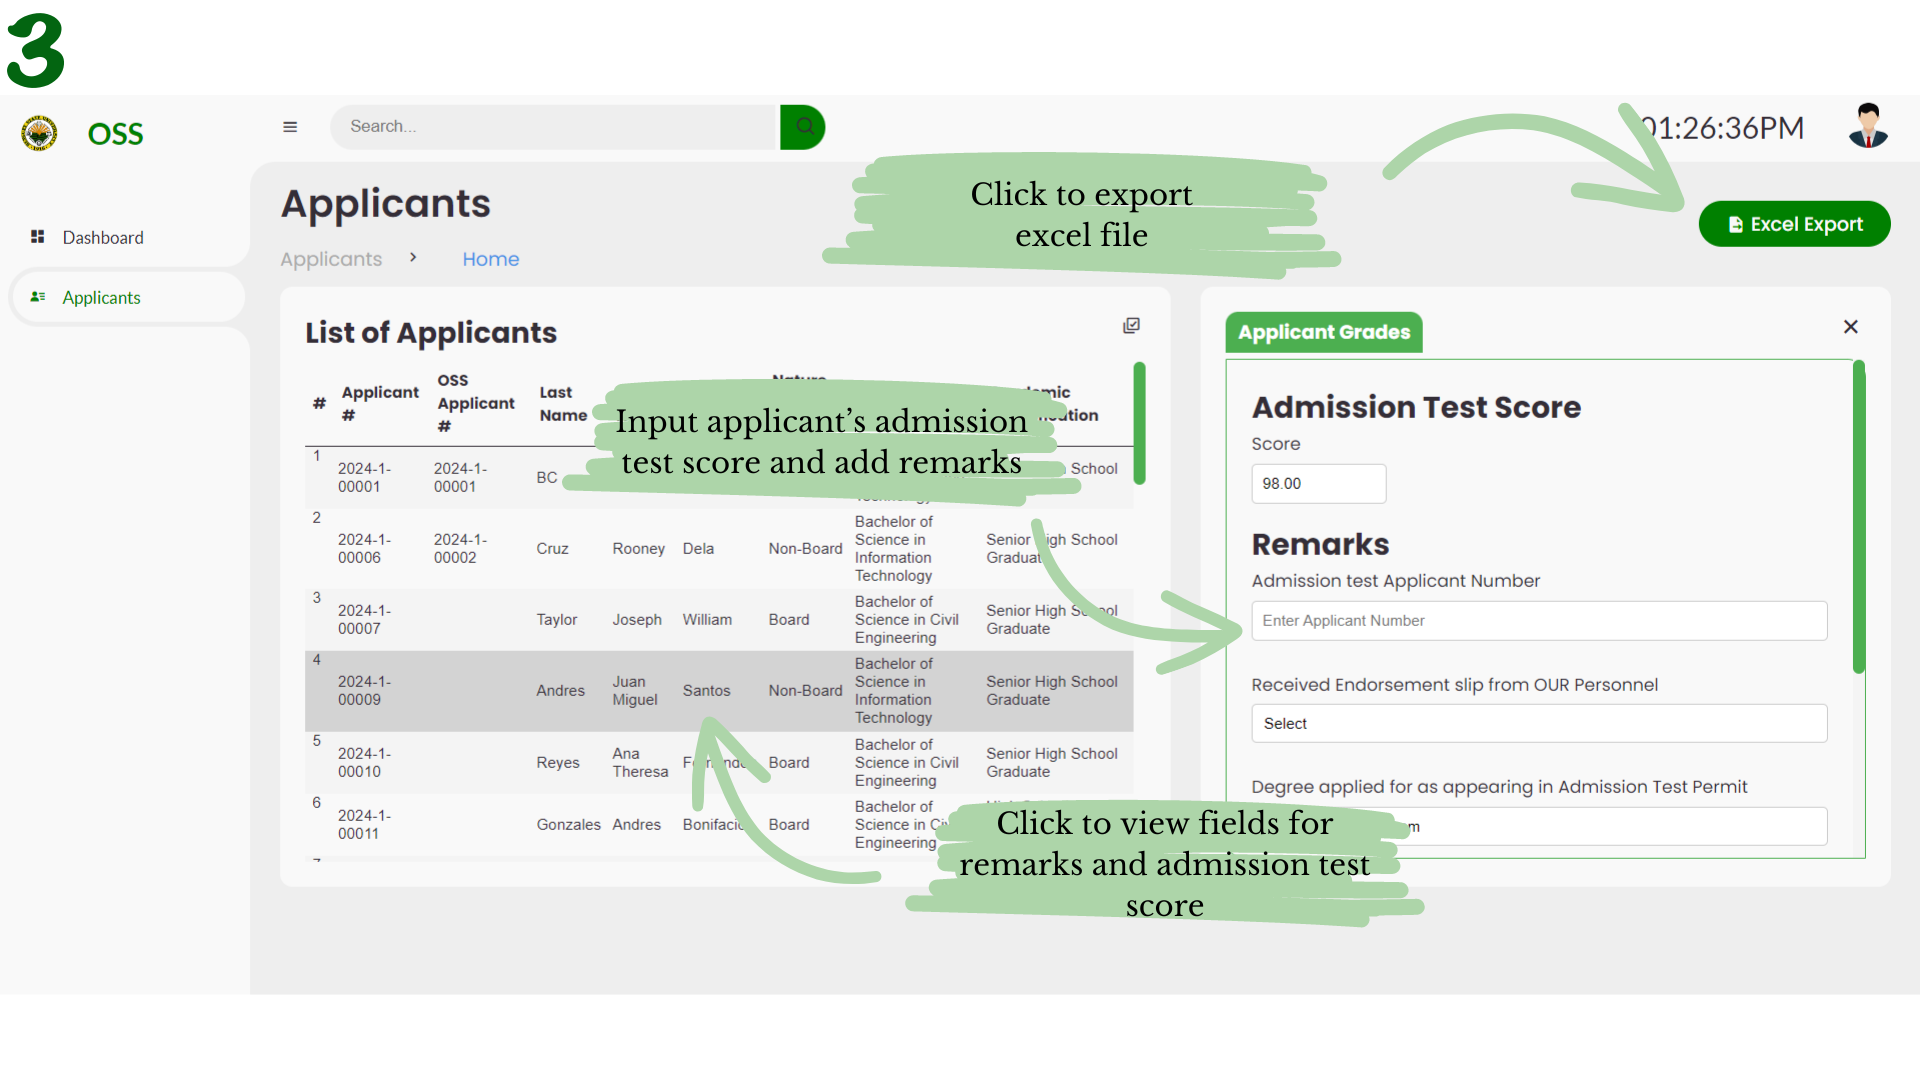 3
OSS
Search...
01:26:36PM
Dashboard
Applicants
Applicants
Applicants > Home
Click to export
excel file
Excel Export
List of Applicants
# Applicant # OSS Applicant # Last Name
Input applicant's admission
test score and add remarks
1 2024-1-00001 2024-1-00001 BC School
2 2024-1-00006 2024-1-00002 Cruz Rooney Dela Non-Board Bachelor of Science in Information Technology Senior High School Graduate
3 2024-1-00007 Taylor Joseph William Board Bachelor of Science in Civil Engineering Senior High School Graduate
4 2024-1-00009 Andres Juan Miguel Santos Non-Board Bachelor of Science in Information Technology Senior High School Graduate
5 2024-1-00010 Reyes Ana Theresa Board Bachelor of Science in Civil Engineering Senior High School Graduate
6 2024-1-00011 Gonzales Andres Bonifacio Board Bachelor of Science in Engineering
Applicant Grades
Admission Test Score
Score
98.00
Remarks
Admission test Applicant Number
Enter Applicant Number
Received Endorsement slip from OUR Personnel
Select
Degree applied for as appearing in Admission Test Permit
Click to view fields for
remarks and admission test
score